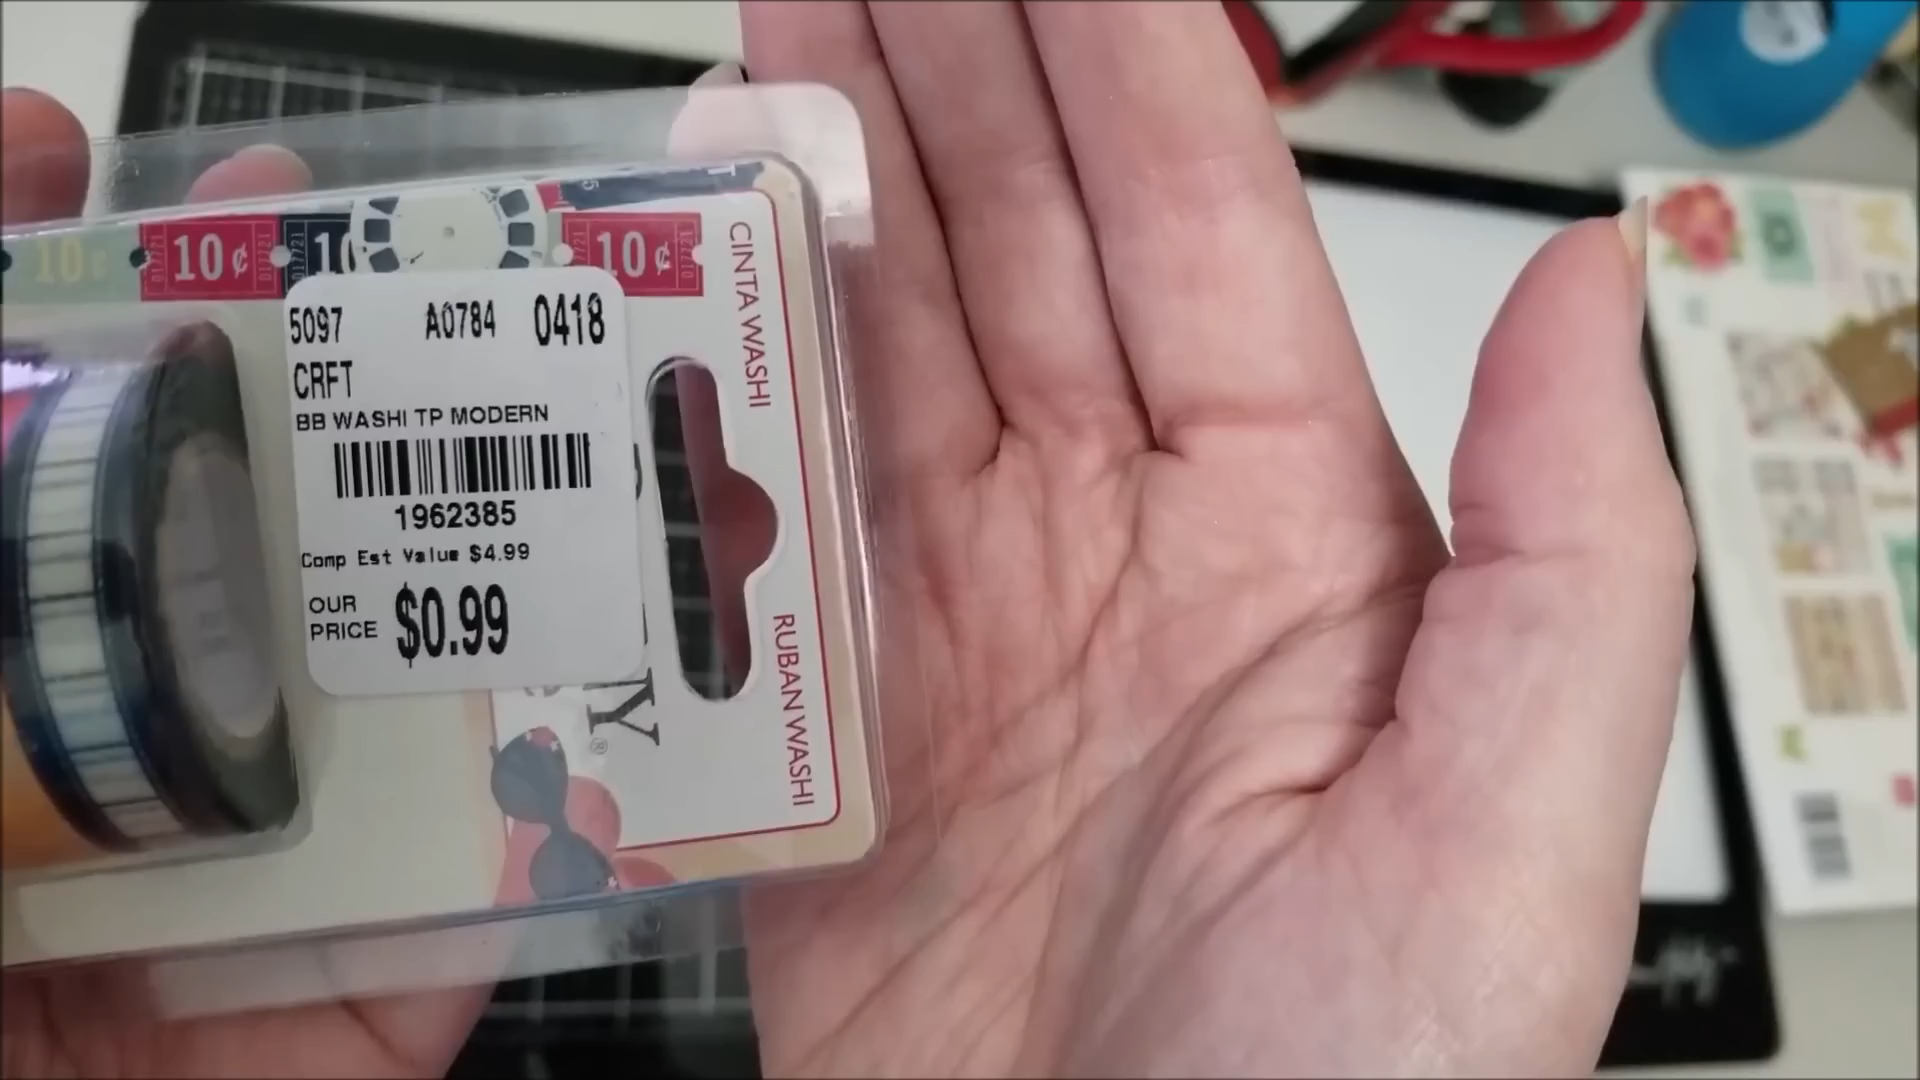 10¢
10¢
10
10¢
CINTA WASHI
5097 A0784 0418
CRFT
BB WASHI TP MODERN
1962385
Comp Est Value $4.99
OUR
PRICE $0.99
RUBAN WASHI